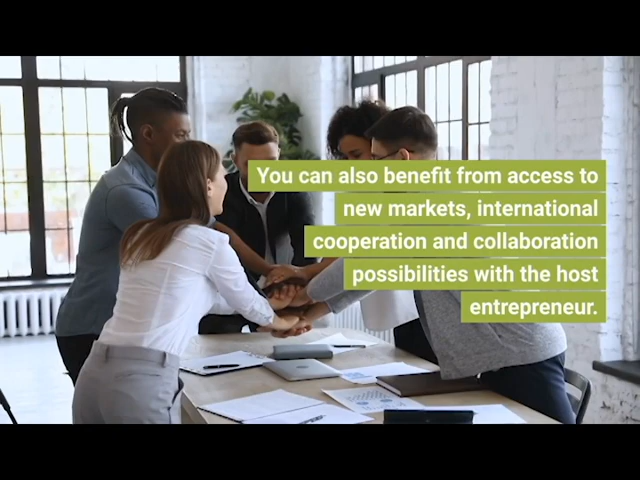 You can also benefit from access to
new markets, international
cooperation and collaboration
possibilities with the host
entrepreneur.